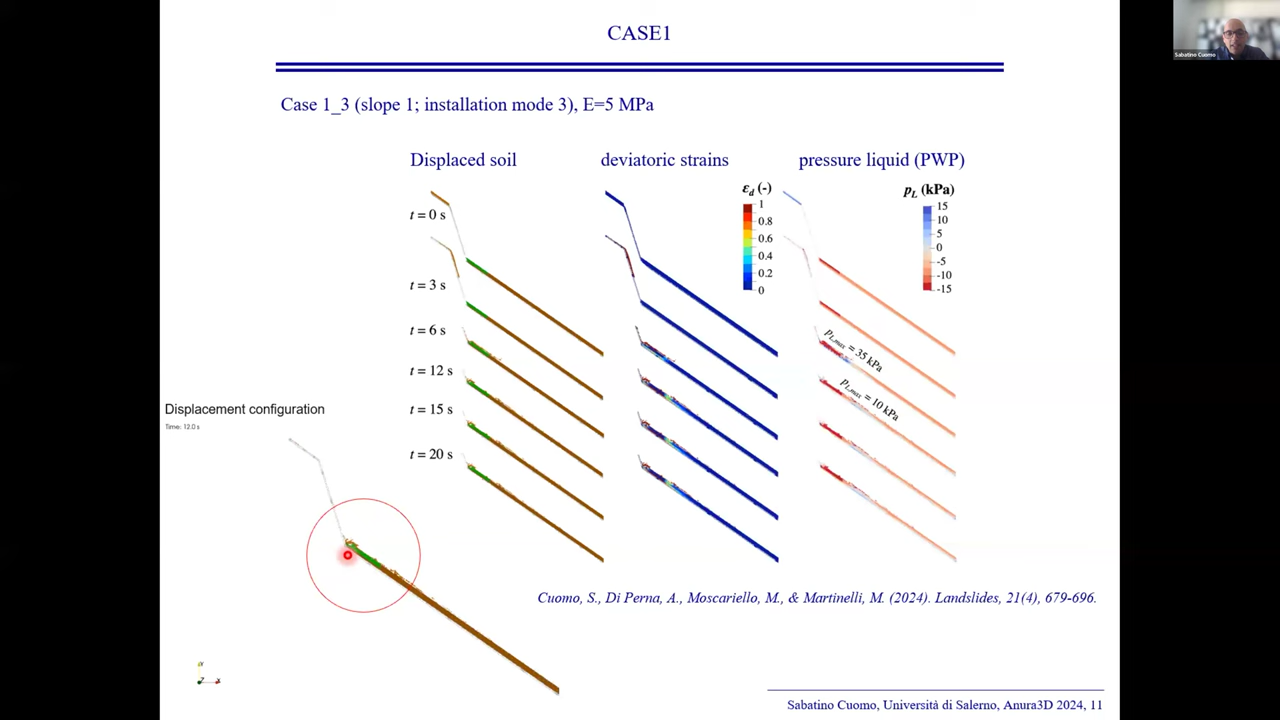 CASE1
Sabatino Cuomo
Case 1_3 (slope 1; installation mode 3), E=5 MPa
Displaced soil
deviatoric strains
pressure liquid (PWP)
εd (-)
1
0.8
0.6
0.4
0.2
0
pL (kPa)
15
10
5
0
-5
-10
-15
t = 0 s
t = 3 s
t = 6 s
t = 12 s
t = 15 s
t = 20 s
pL,max = 35 kPa
pL,max = 10 kPa
Displacement configuration
Time: 12.0 s
Cuomo, S., Di Perna, A., Moscariello, M., & Martinelli, M. (2024). Landslides, 21(4), 679-696.
Y
Z
X
Sabatino Cuomo, Università di Salerno, Anura3D 2024, 11